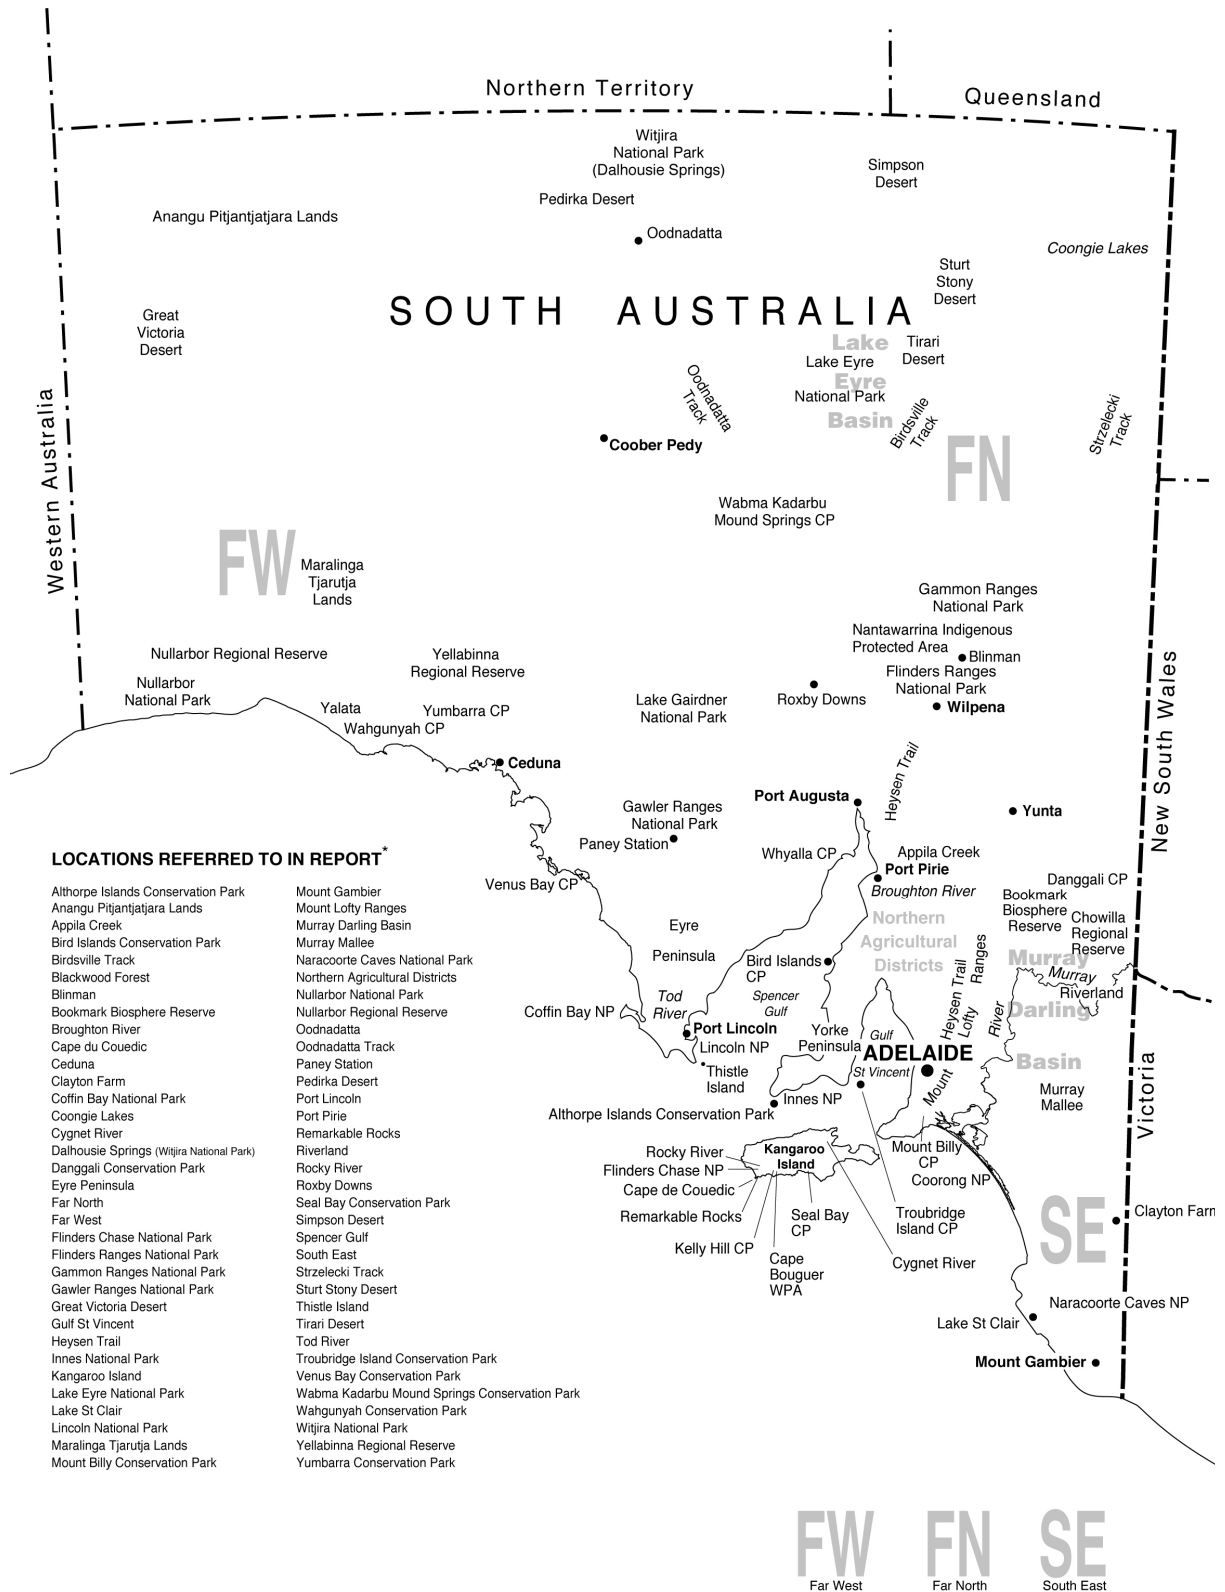 Northern Territory
Queensland
Witjira
National Park
(Dalhousie Springs)
Simpson
Desert
Pedirka Desert
Anangu Pitjantjatjara Lands
Oodnadatta
Coongie Lakes
Sturt
Stony
Desert
SOUTH AUSTRALIA
Great
Victoria
Desert
Lake
Eyre
Basin
Lake Eyre
National Park
Tirari
Desert
Oodnadatta
Track
Birdsville
Track
Strzelecki
Track
Western Australia
Coober Pedy
FN
Wabma Kadarbu
Mound Springs CP
FW
Maralinga
Tjarutja
Lands
Gammon Ranges
National Park
Nantawarrina Indigenous
Protected Area
Blinman
Flinders Ranges
National Park
Wilpena
Nullarbor Regional Reserve
Yellabinna
Regional Reserve
Nullarbor
National Park
Yalata
Yumbarra CP
Wahgunyah CP
Lake Gairdner
National Park
Roxby Downs
New South Wales
Ceduna
Heysen Trail
Port Augusta
Yunta
Gawler Ranges
National Park
Paney Station
Whyalla CP
Appila Creek
Port Pirie
Broughton River
Venus Bay CP
Danggali CP
Bookmark
Biosphere
Reserve
Chowilla
Regional
Reserve
Northern
Agricultural
Districts
Eyre
Peninsula
Bird Islands
CP
Heysen Trail
Mount
Lofty
Ranges
Murray
Darling
Basin
Murray
River
Riverland
Coffin Bay NP
Tod
River
Spencer
Gulf
Port Lincoln
Lincoln NP
Yorke
Peninsula
Gulf
St Vincent
ADELAIDE
Thistle
Island
Innes NP
Althorpe Islands Conservation Park
Murray
Mallee
Victoria
Rocky River
Flinders Chase NP
Cape de Couedic
Remarkable Rocks
Kelly Hill CP
Kangaroo
Island
Cape
Bouguer
WPA
Seal Bay
CP
Mount Billy
CP
Coorong NP
Troubridge
Island CP
Cygnet River
SE
Clayton Farm
Naracoorte Caves NP
Lake St Clair
Mount Gambier
LOCATIONS REFERRED TO IN REPORT*
Althorpe Islands Conservation Park
Anangu Pitjantjatjara Lands
Appila Creek
Bird Islands Conservation Park
Birdsville Track
Blackwood Forest
Blinman
Bookmark Biosphere Reserve
Broughton River
Cape du Couedic
Ceduna
Clayton Farm
Coffin Bay National Park
Coongie Lakes
Cygnet River
Dalhousie Springs (Witjira National Park)
Danggali Conservation Park
Eyre Peninsula
Far North
Far West
Flinders Chase National Park
Flinders Ranges National Park
Gammon Ranges National Park
Gawler Ranges National Park
Great Victoria Desert
Gulf St Vincent
Heysen Trail
Innes National Park
Kangaroo Island
Lake Eyre National Park
Lake St Clair
Lincoln National Park
Maralinga Tjarutja Lands
Mount Billy Conservation Park
Mount Gambier
Mount Lofty Ranges
Murray Darling Basin
Murray Mallee
Naracoorte Caves National Park
Northern Agricultural Districts
Nullarbor National Park
Nullarbor Regional Reserve
Oodnadatta
Oodnadatta Track
Paney Station
Pedirka Desert
Port Lincoln
Port Pirie
Remarkable Rocks
Riverland
Rocky River
Roxby Downs
Seal Bay Conservation Park
Simpson Desert
Spencer Gulf
South East
Strzelecki Track
Sturt Stony Desert
Thistle Island
Tirari Desert
Tod River
Troubridge Island Conservation Park
Venus Bay Conservation Park
Wabma Kadarbu Mound Springs Conservation Park
Wahgunyah Conservation Park
Witjira National Park
Yellabinna Regional Reserve
Yumbarra Conservation Park
FW
Far West
FN
Far North
SE
South East